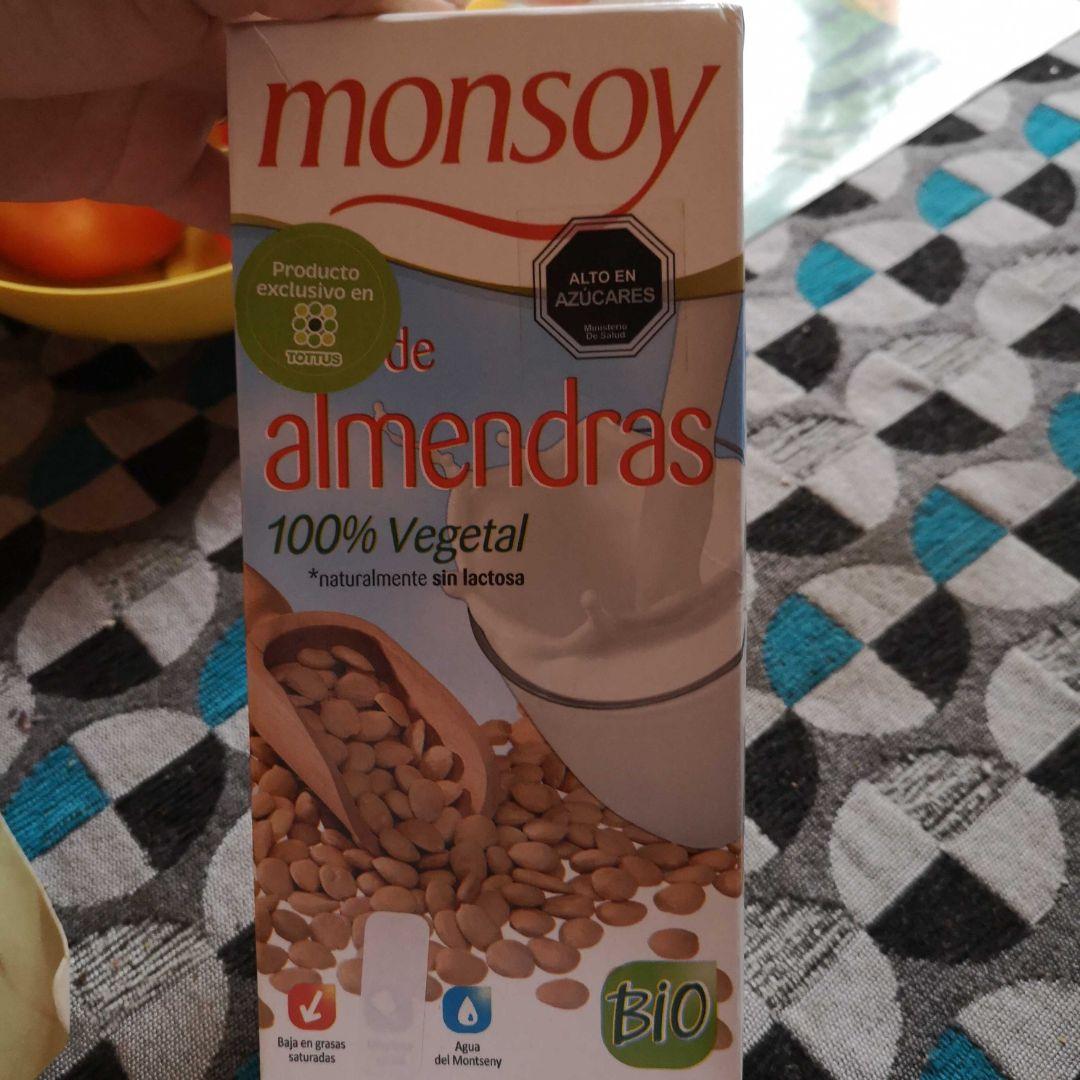 monsoy
Producto
exclusivo en
TOTTUS
ALTO EN
AZÚCARES
Ministerio
De Salud
de
almendras
100% Vegetal
*naturalmente sin lactosa
Baja en grasas
saturadas
Agua
del Montseny
BiO